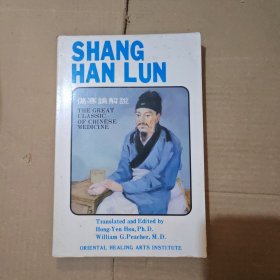 SHANG
HAN LUN
傷寒論解說
THE GREAT
CLASSIC
OF CHINESE
MEDICINE
Translated and Edited by
Hong-Yen Hsu, Ph.D.
William G. Peacher, M.D.
ORIENTAL HEALING ARTS INSTITUTE